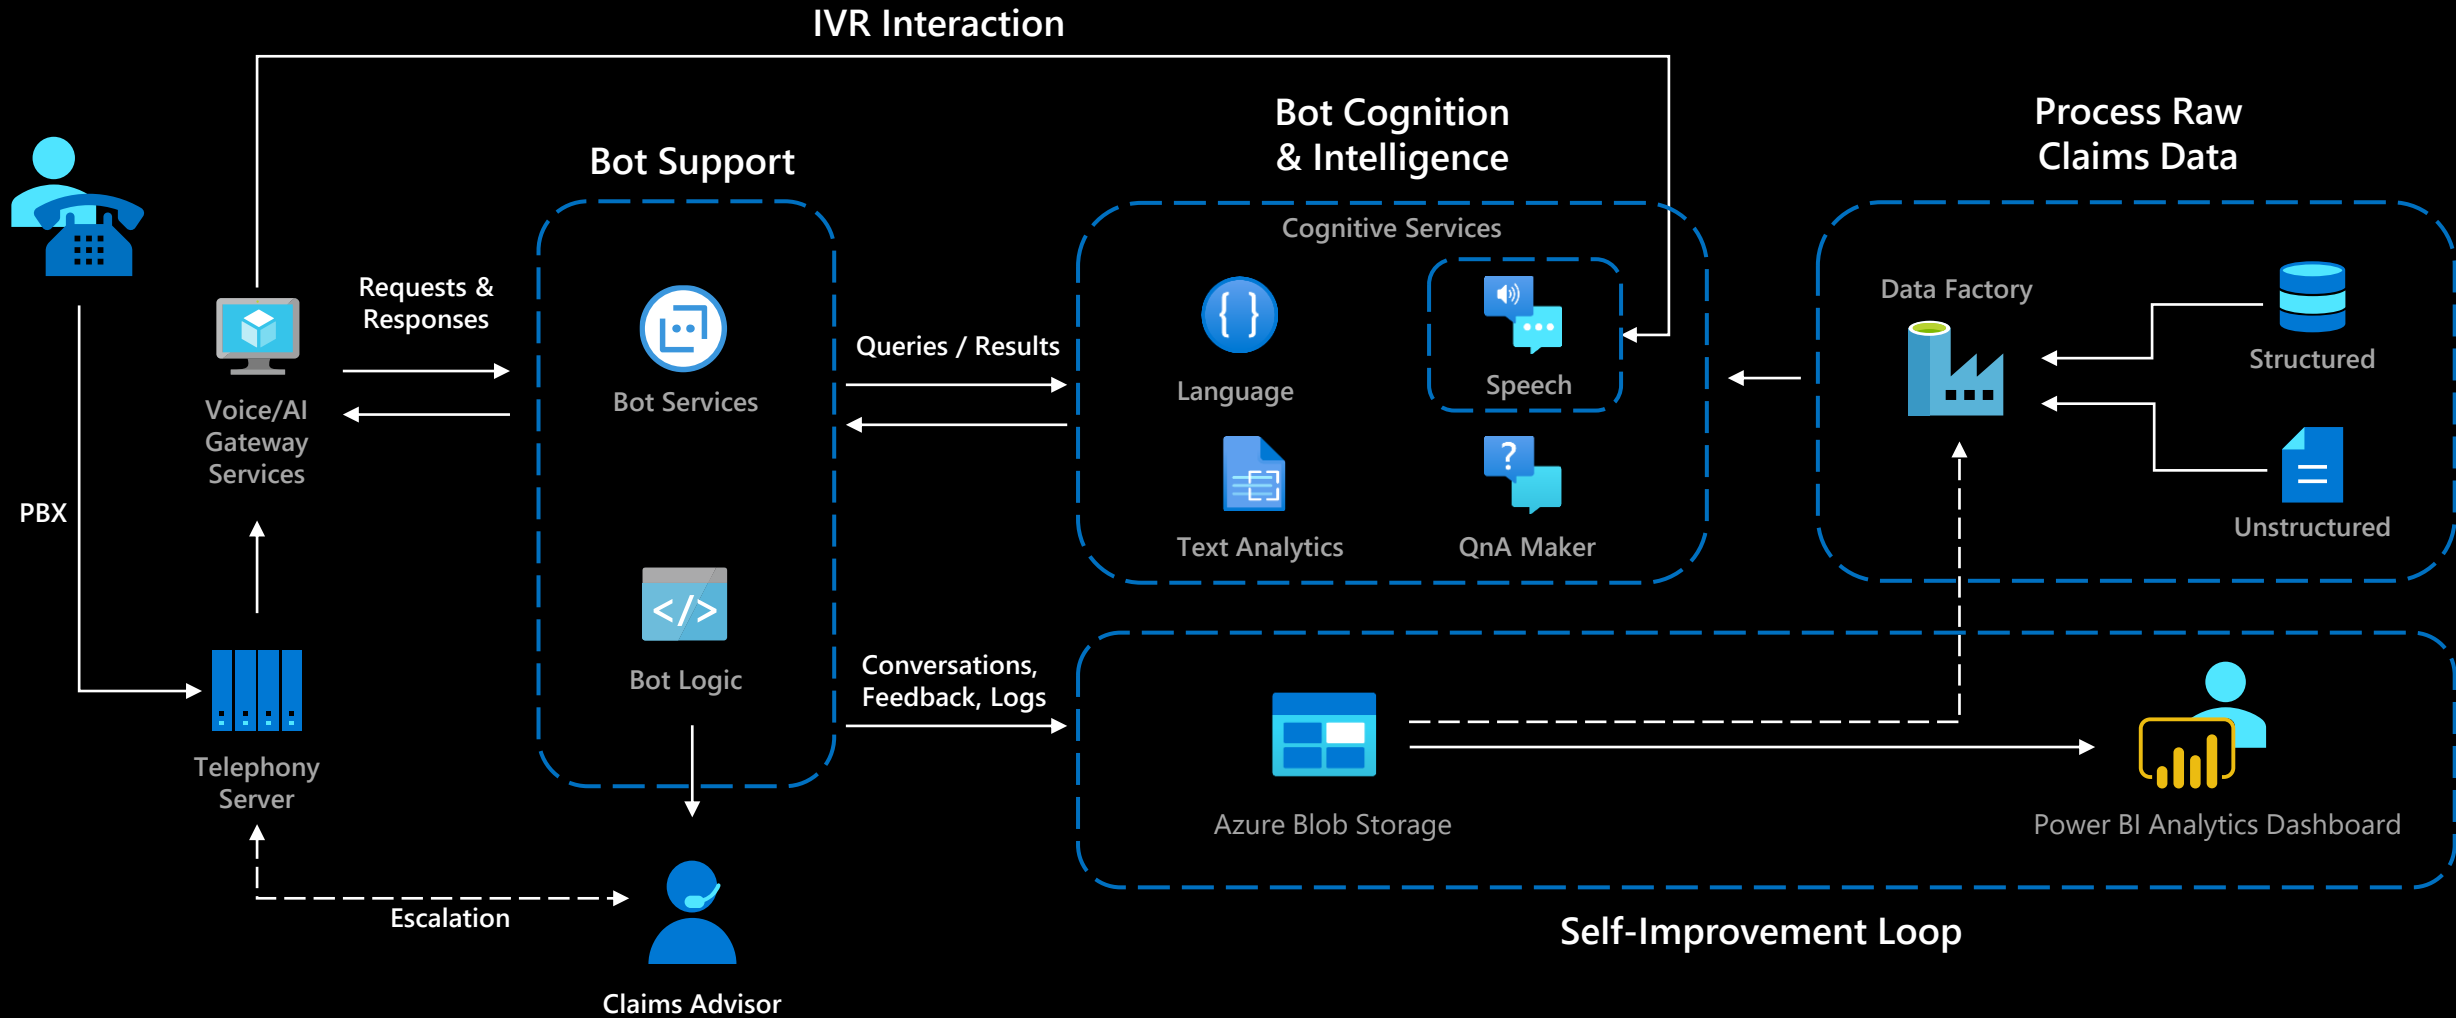 IVR Interaction
Bot Support
Bot Cognition
& Intelligence
Process Raw
Claims Data
Cognitive Services
Requests &
Responses
Queries / Results
Bot Services
Language
Speech
Text Analytics
QnA Maker
Data Factory
Structured
Unstructured
Voice/AI
Gateway
Services
PBX
Bot Logic
Conversations,
Feedback, Logs
Telephony
Server
Escalation
Claims Advisor
Azure Blob Storage
Power BI Analytics Dashboard
Self-Improvement Loop